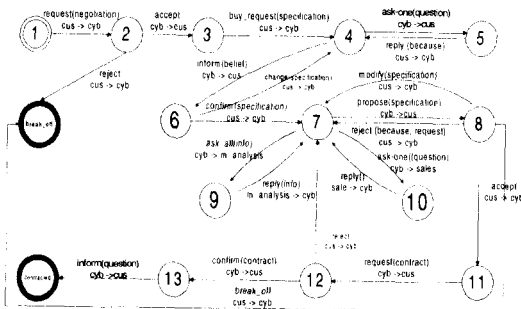 request(negotiation)
cus -> cyb
accept
cyb ->cus
buy_request(specification)
cus -> cyb
ask-one(question)
cyb ->cus
1
2
3
4
5
reply (because)
cus -> cyb
reject
cus -> cyb
inform(belief)
cyb -> cus
change(specification)
cus -> cyb
modify(specification)
cus -> cyb
break_off
6
confirm(specification)
cus -> cyb
7
propose(specification)
cyb -> cus
8
reject (because, request)
cus -> cyb
ask_all(info)
cyb -> m_analysis
ask-one((question)
cyb -> sales
9
reply(info)
m_analysis -> cyb
reply()
sale -> cyb
10
accept
cus -> cyb
reject
cus -> cyb
inform(question)
cyb ->cus
confirm(contract)
cyb ->cus
request(contract)
cyb ->cus
13
12
11
break_off
cus -> cyb